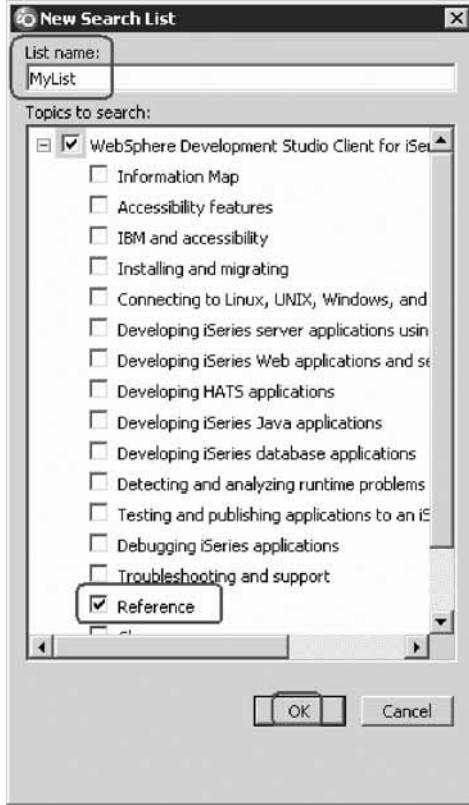 New Search List
List name:
MyList
Topics to search:
WebSphere Development Studio Client for iSer
Information Map
Accessibility features
IBM and accessibility
Installing and migrating
Connecting to Linux, UNIX, Windows, and
Developing iSeries server applications usin
Developing iSeries Web applications and se
Developing HATS applications
Developing iSeries Java applications
Developing iSeries database applications
Detecting and analyzing runtime problems
Testing and publishing applications to an iS
Debugging iSeries applications
Troubleshooting and support
Reference
OK Cancel